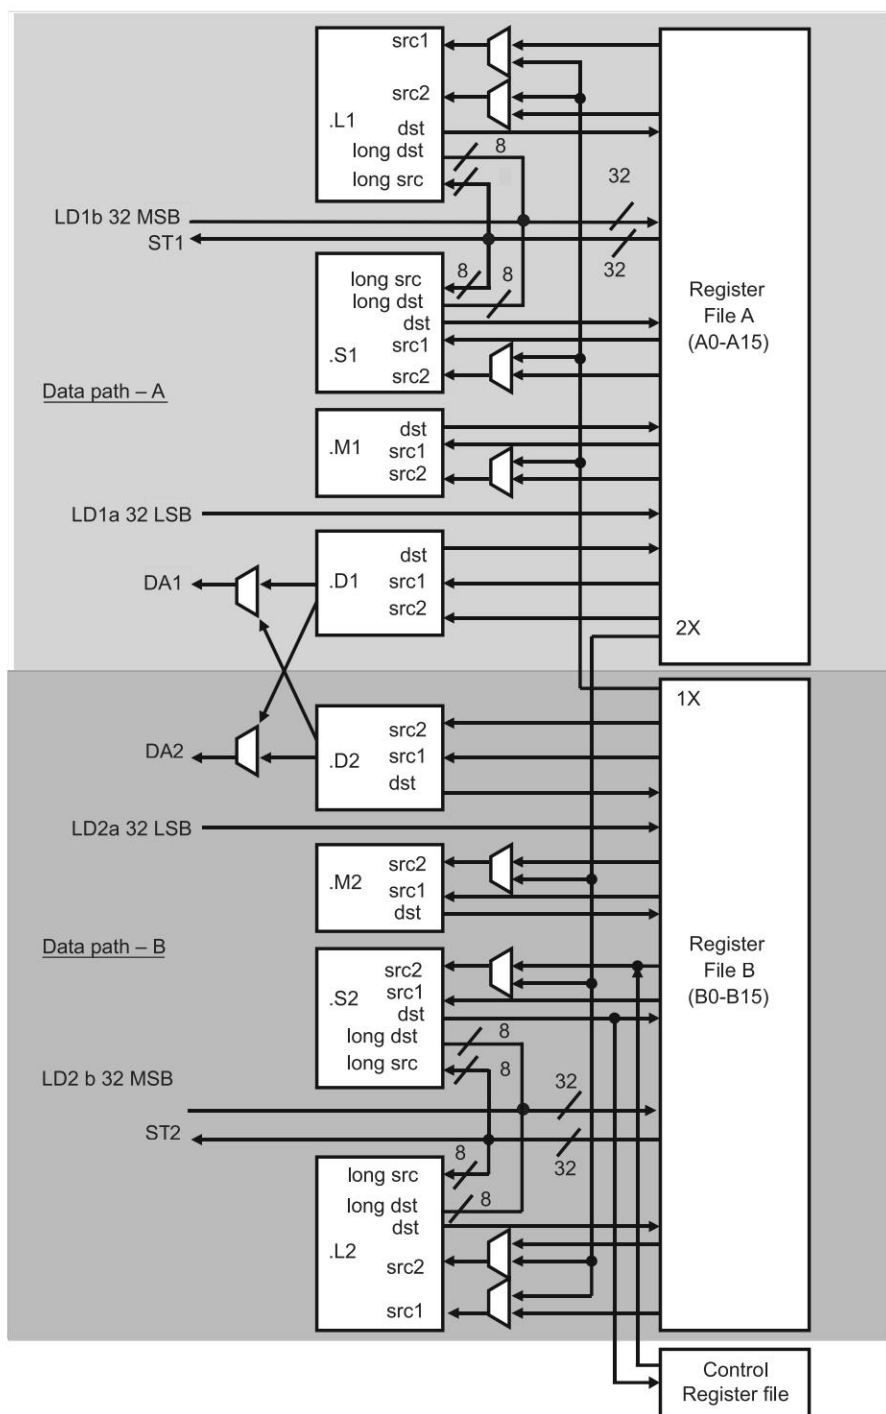 src1
src2
.L1
dst
8
long dst
long src
32
LD1b 32 MSB
ST1
32
8
8
long src
long dst
dst
src1
.S1
src2
Register
File A
(A0-A15)
Data path – A
dst
.M1
src1
src2
LD1a 32 LSB
dst
DA1
.D1
src1
src2
2X
1X
src2
DA2
.D2
src1
dst
LD2a 32 LSB
src2
.M2
src1
dst
Data path – B
src2
.S2
src1
dst
long dst
8
long src
8
Register
File B
(B0-B15)
LD2 b 32 MSB
32
ST2
32
8
long src
long dst
8
dst
.L2
src2
src1
Control
Register file